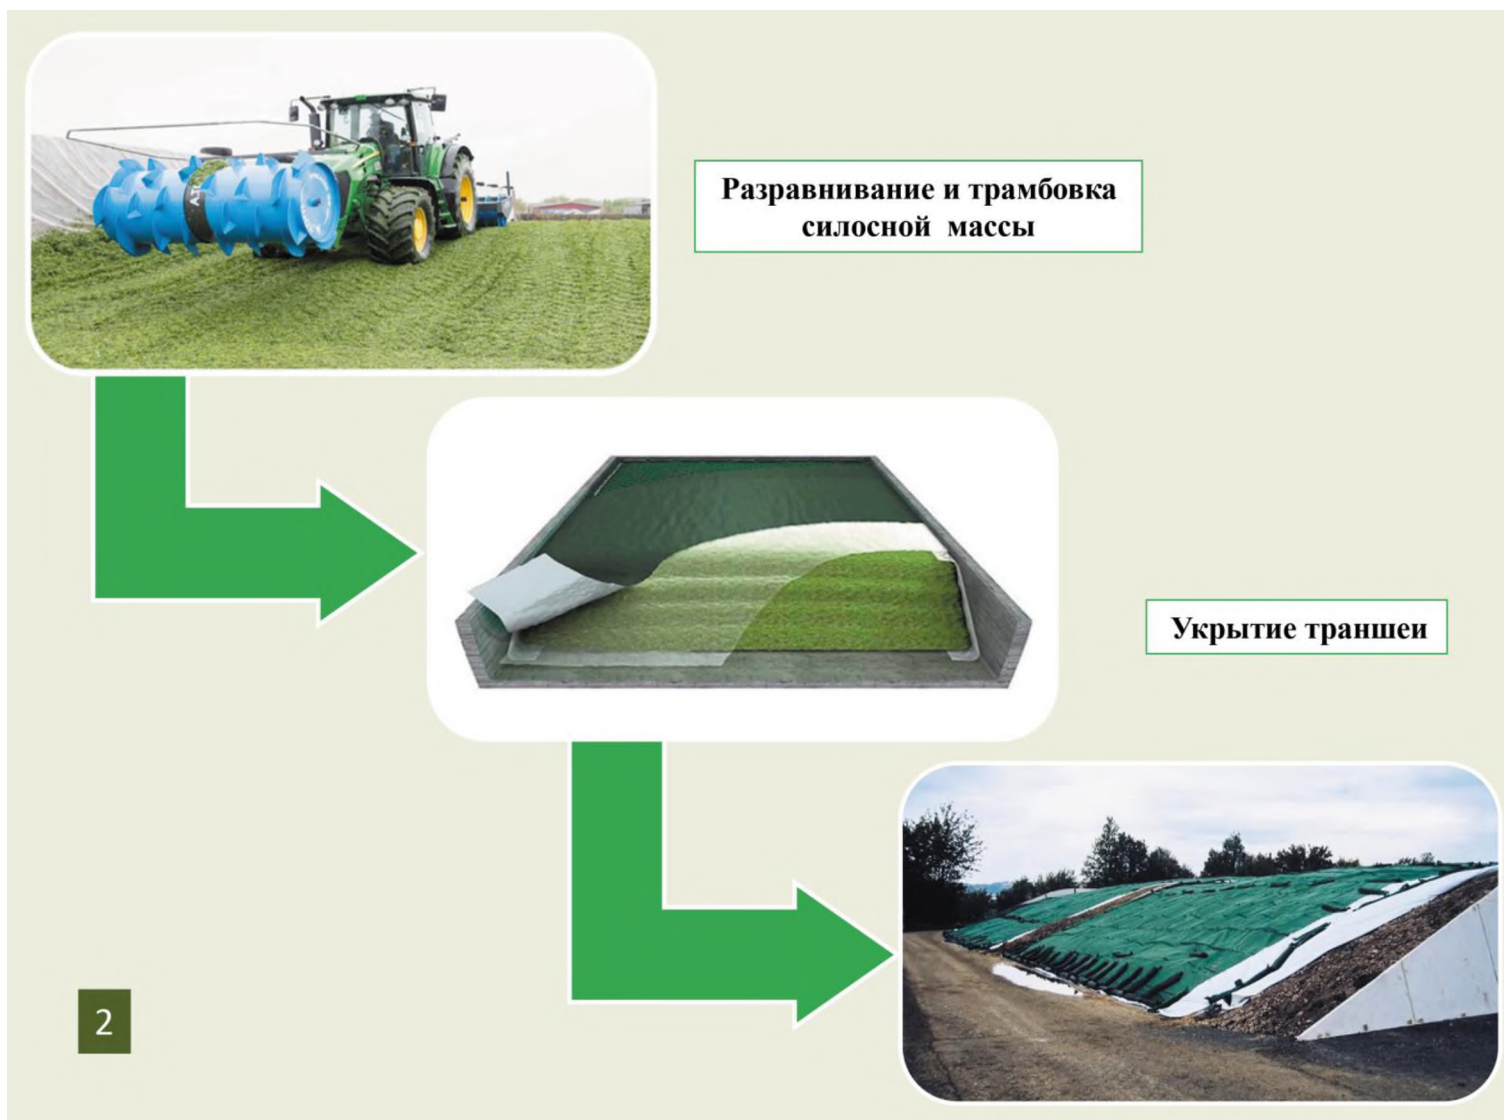 Разравнивание и трамбовка
силосной массы
Укрытие траншеи
2